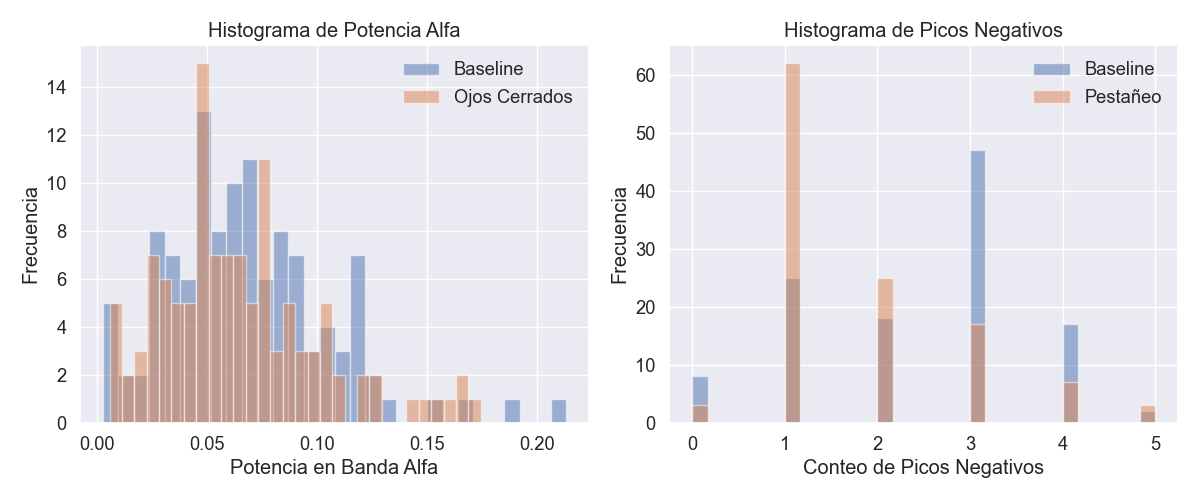 Histograma de Potencia Alfa
Baseline
Ojos Cerrados
Frecuencia
14
12
10
8
6
4
2
0
0.00 0.05 0.10 0.15 0.20
Potencia en Banda Alfa
Histograma de Picos Negativos
Baseline
Pestañeo
Frecuencia
60
50
40
30
20
10
0
0 1 2 3 4 5
Conteo de Picos Negativos